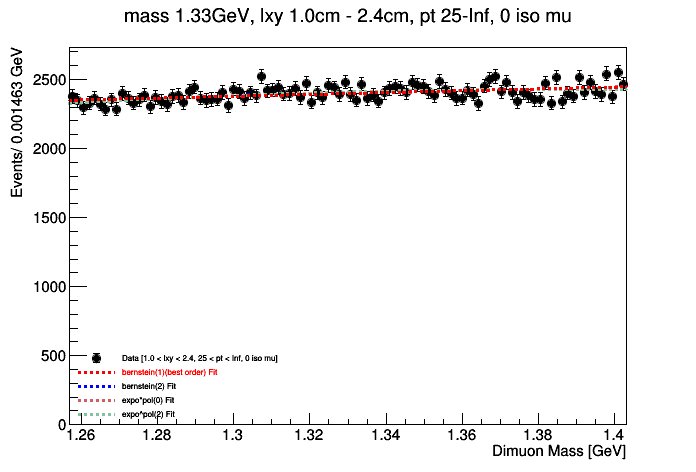 mass 1.33GeV, lxy 1.0cm - 2.4cm, pt 25-Inf, 0 iso mu
Events/ 0.001463 GeV
2500
2000
1500
1000
500
0
Data [1.0 < lxy < 2.4, 25 < pt < Inf, 0 iso mu]
bernstein(1)(best order) Fit
bernstein(2) Fit
expo*pol(0) Fit
expo*pol(2) Fit
1.26 1.28 1.3 1.32 1.34 1.36 1.38 1.4
Dimuon Mass [GeV]